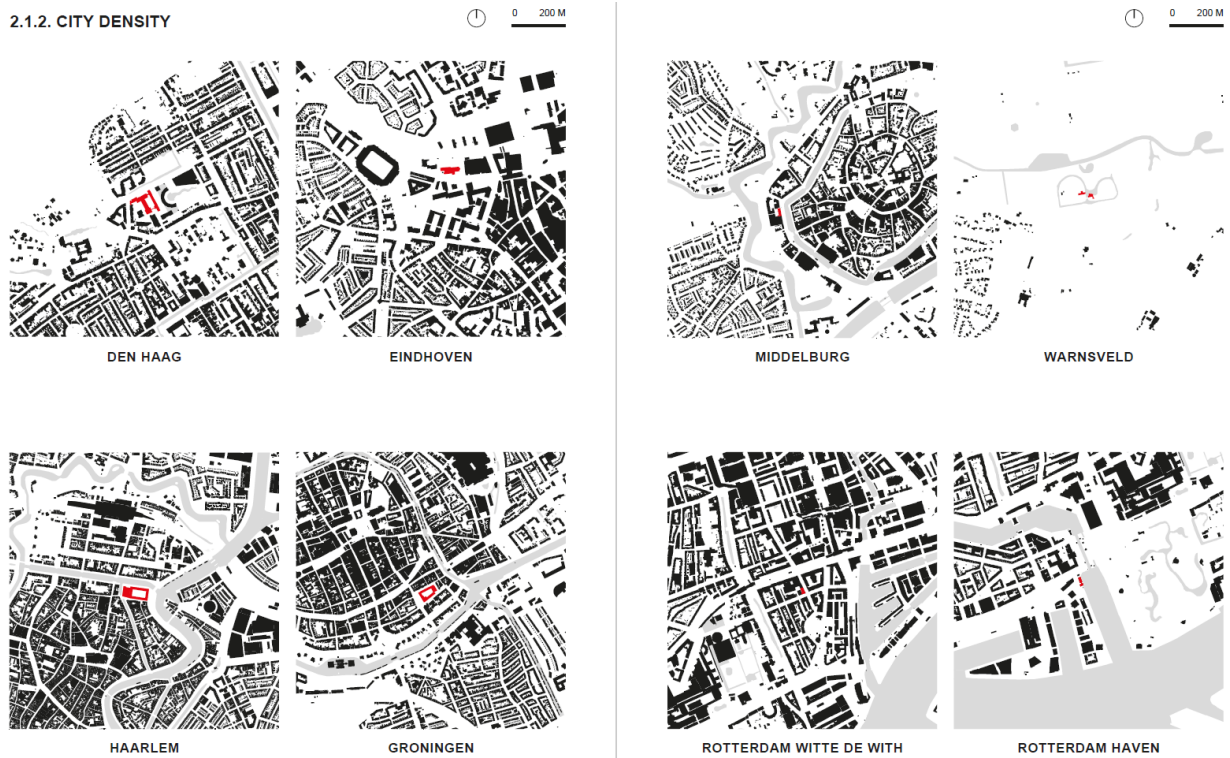 2.1.2. CITY DENSITY
0 200 M
0 200 M
DEN HAAG
EINDHOVEN
MIDDELBURG
WARNSVELD
HAARLEM
GRONINGEN
ROTTERDAM WITTE DE WITH
ROTTERDAM HAVEN